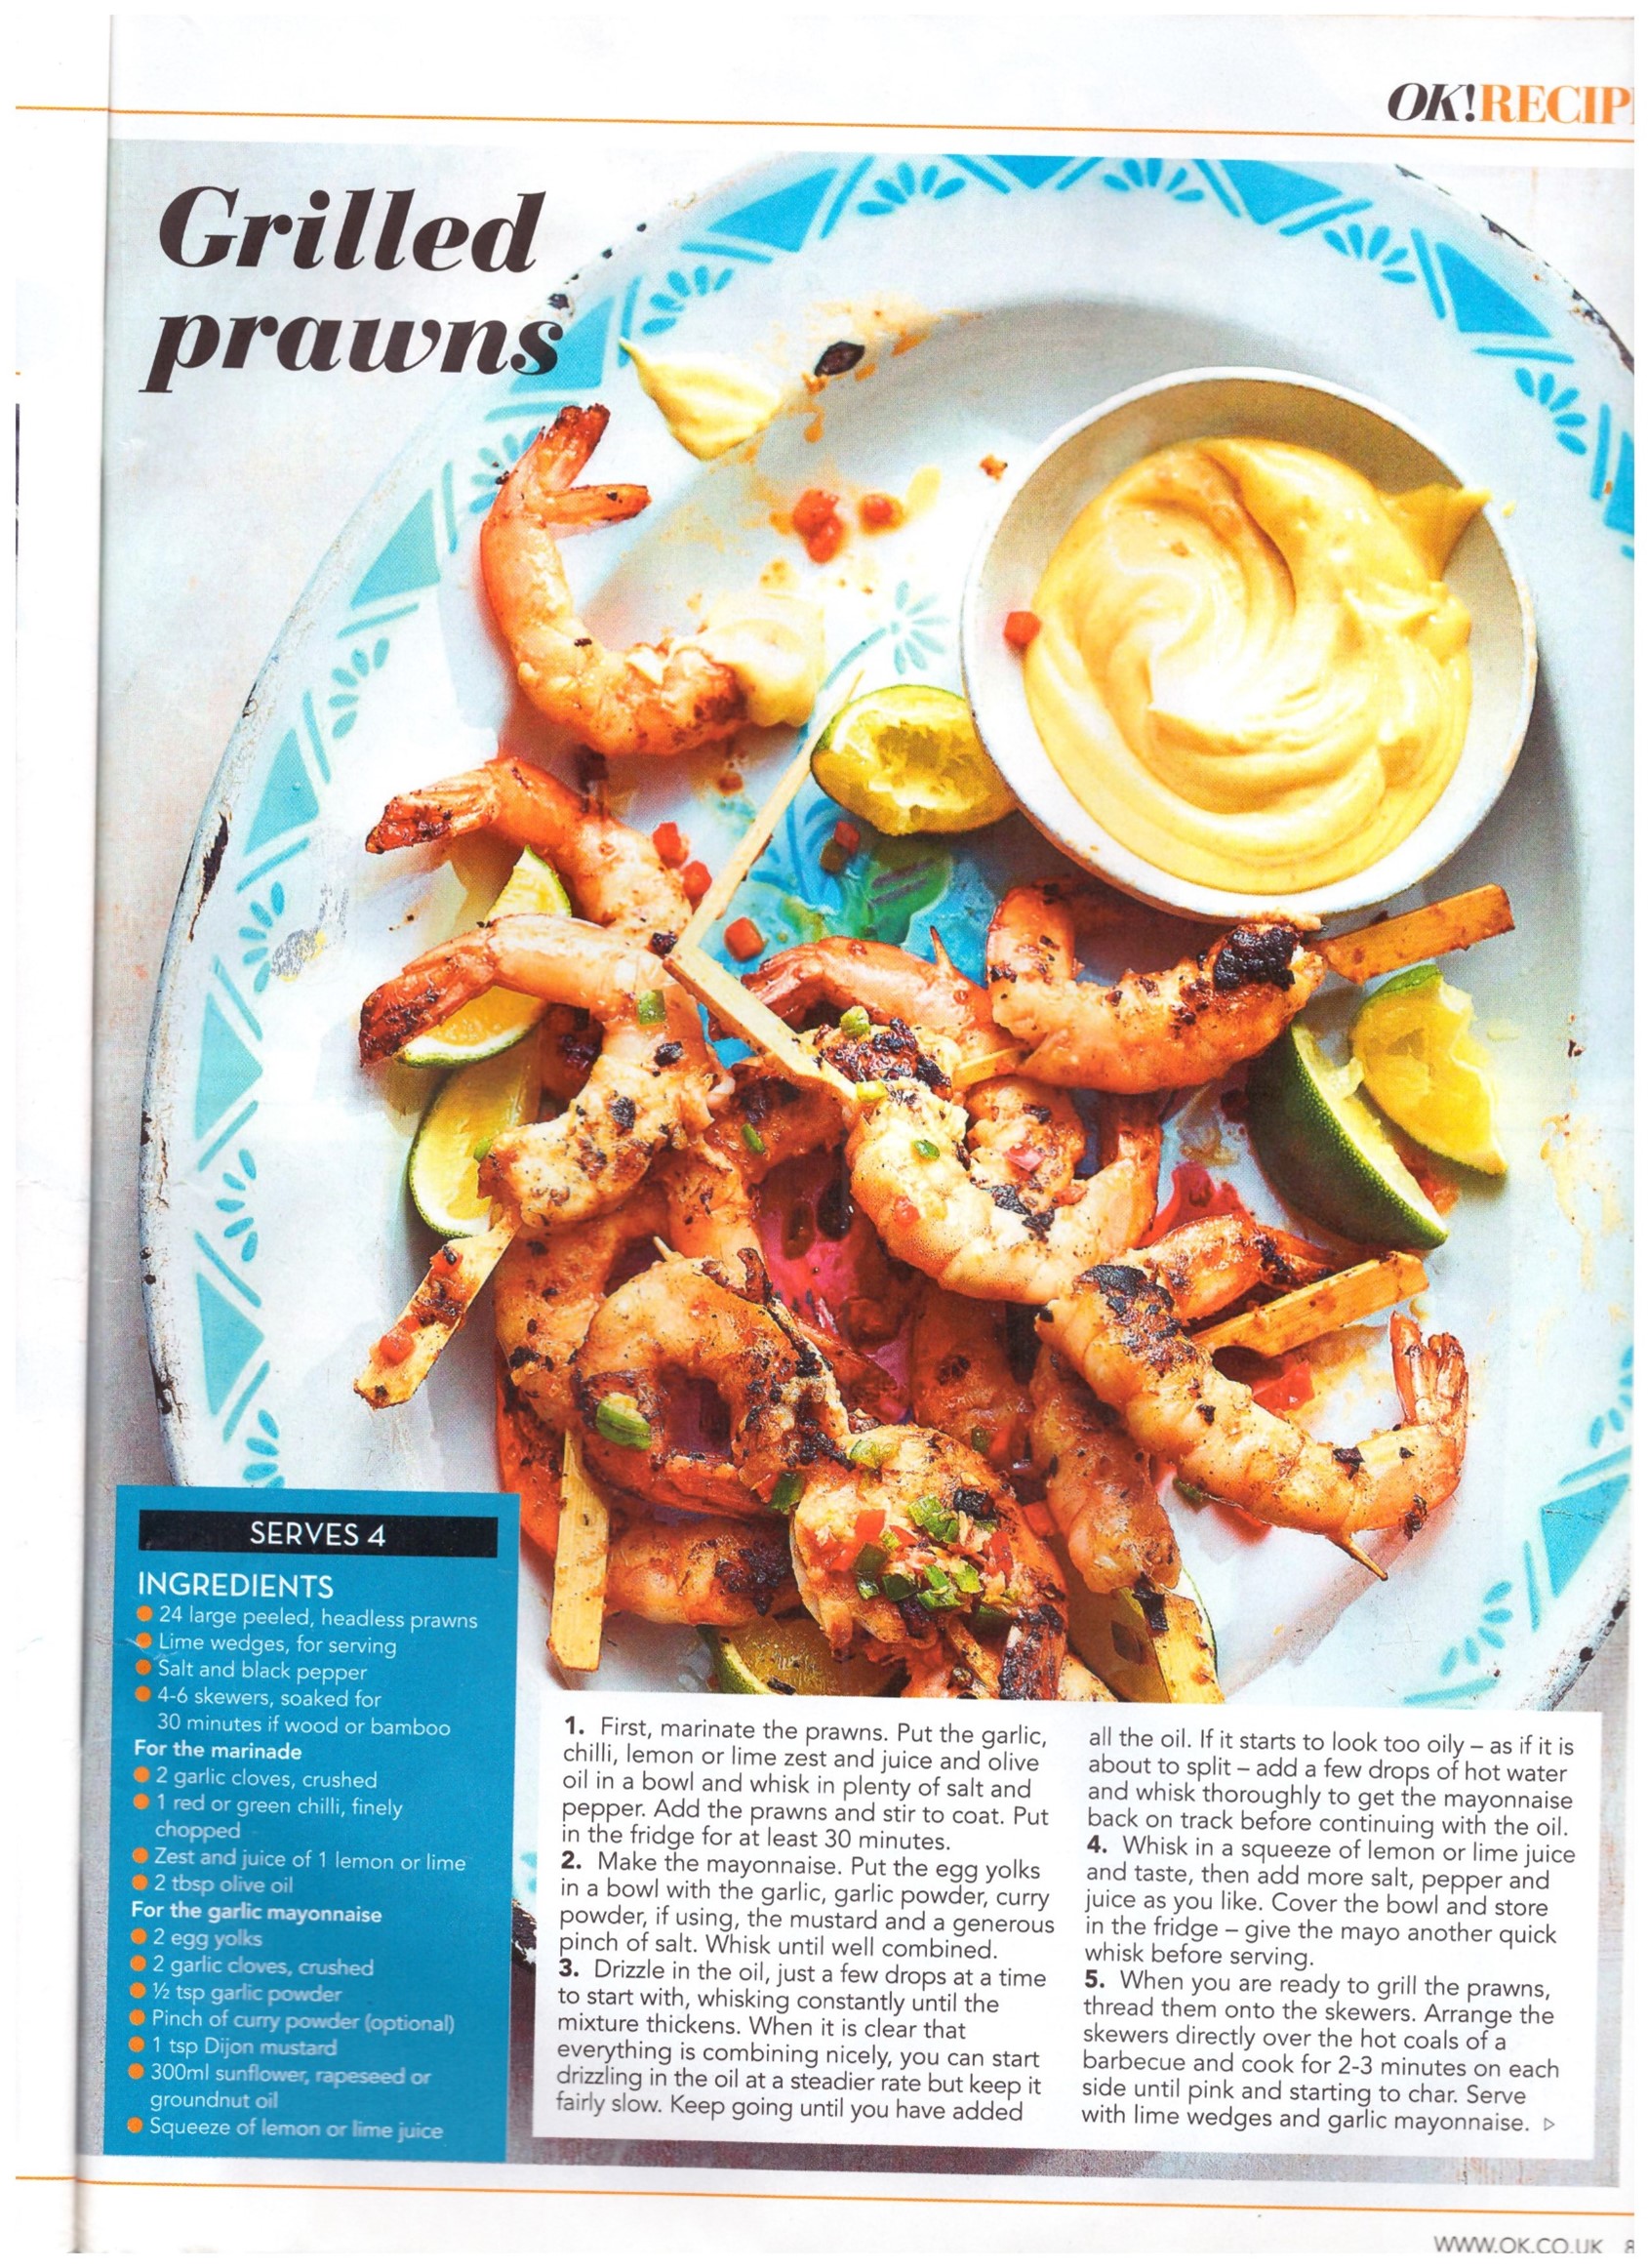 OK!RECIP
Grilled
prawns
SERVES 4
INGREDIENTS
24 large peeled, headless prawns
Lime wedges, for serving
Salt and black pepper
4-6 skewers, soaked for
30 minutes if wood or bamboo
For the marinade
2 garlic cloves, crushed
1 red or green chilli, finely
chopped
Zest and juice of 1 lemon or lime
2 tbsp olive oil
For the garlic mayonnaise
2 egg yolks
2 garlic cloves, crushed
½ tsp garlic powder
Pinch of curry powder (optional)
1 tsp Dijon mustard
300ml sunflower, rapeseed or
groundnut oil
Squeeze of lemon or lime juice
1. First, marinate the prawns. Put the garlic,
chilli, lemon or lime zest and juice and olive
oil in a bowl and whisk in plenty of salt and
pepper. Add the prawns and stir to coat. Put
in the fridge for at least 30 minutes.
2. Make the mayonnaise. Put the egg yolks
in a bowl with the garlic, garlic powder, curry
powder, if using, the mustard and a generous
pinch of salt. Whisk until well combined.
3. Drizzle in the oil, just a few drops at a time
to start with, whisking constantly until the
mixture thickens. When it is clear that
everything is combining nicely, you can start
drizzling in the oil at a steadier rate but keep it
fairly slow. Keep going until you have added
all the oil. If it starts to look too oily – as if it is
about to split – add a few drops of hot water
and whisk thoroughly to get the mayonnaise
back on track before continuing with the oil.
4. Whisk in a squeeze of lemon or lime juice
and taste, then add more salt, pepper and
juice as you like. Cover the bowl and store
in the fridge – give the mayo another quick
whisk before serving.
5. When you are ready to grill the prawns,
thread them onto the skewers. Arrange the
skewers directly over the hot coals of a
barbecue and cook for 2-3 minutes on each
side until pink and starting to char. Serve
with lime wedges and garlic mayonnaise.
WWW.OK.CO.UK